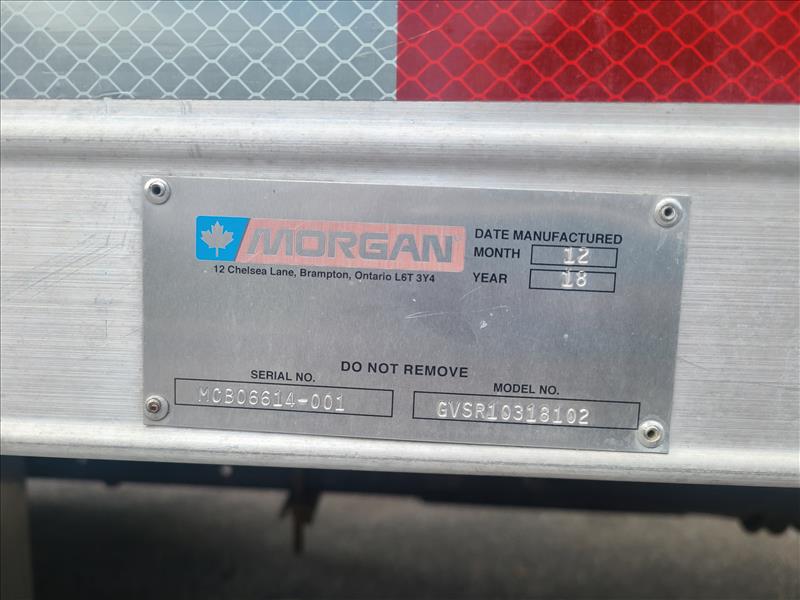 MORGAN
12 Chelsea Lane, Brampton, Ontario L6T 3Y4
DATE MANUFACTURED
MONTH 12
YEAR 18
DO NOT REMOVE
SERIAL NO.
MCB06614-001
MODEL NO.
GVSR10318102